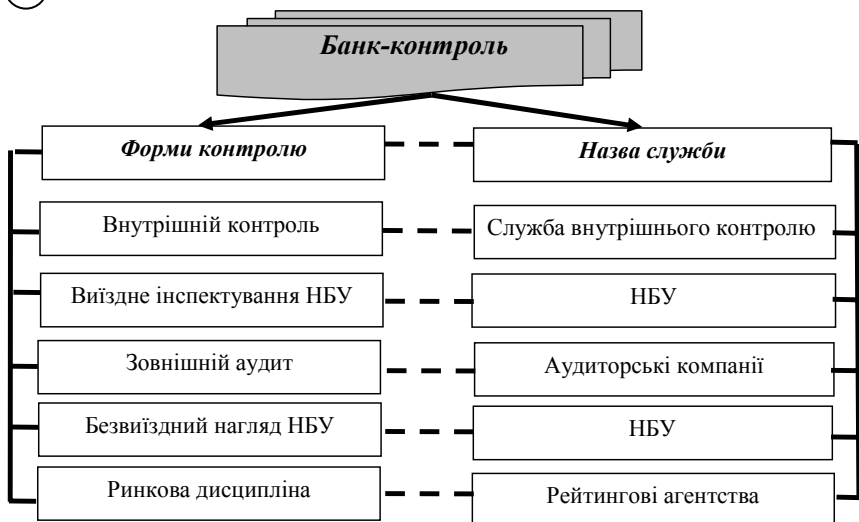 Банк-контроль
Форми контролю
Назва служби
Внутрішній контроль
Служба внутрішнього контролю
Виїздне інспектування НБУ
НБУ
Зовнішній аудит
Аудиторські компанії
Безвиїздний нагляд НБУ
НБУ
Ринкова дисципліна
Рейтингові агентства